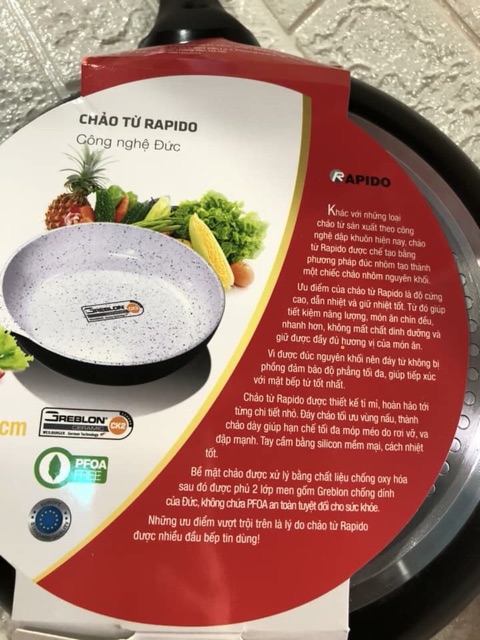 CHẢO TỪ RAPIDO
Công nghệ Đức
RAPIDO
Khác với những loại
chảo từ sản xuất theo công
nghệ dập khuôn hiện nay, chảo
từ Rapido được chế tạo bằng
phương pháp đúc nhôm tạo thành
một chiếc chảo nhôm nguyên khối.
Ưu điểm của chảo từ Rapido là độ cứng
cao, dẫn nhiệt và giữ nhiệt tốt. Từ đó giúp
tiết kiệm năng lượng, món ăn chín đều,
nhanh hơn, không mất chất dinh dưỡng và
giữ được đầy đủ hương vị của món ăn.
Vì được đúc nguyên khối nên đáy từ không bị
phồng đảm bảo độ phẳng tối đa, giúp tiếp xúc
với mặt bếp từ tốt nhất.
Chảo từ Rapido được thiết kế tỉ mỉ, hoàn hảo tới
từng chi tiết nhỏ. Đáy chảo tối ưu vùng nấu, thành
chảo dày giúp hạn chế tối đa móp méo do rơi vỡ, va
đập mạnh. Tay cầm bằng silicon mềm mại, cách nhiệt
tốt.
Bề mặt chảo được xử lý bằng chất liệu chống oxy hóa
sau đó được phủ 2 lớp men gốm Greblon chống dính
của Đức, không chứa PFOA an toàn tuyệt đối cho sức khỏe.
Những ưu điểm vượt trội trên là lý do chảo từ Rapido
được nhiều đầu bếp tin dùng!
GREBLON CK2
cm
GREBLON
CERAMIC CK2
WEILBURGER German Technology
PFOA
FREE